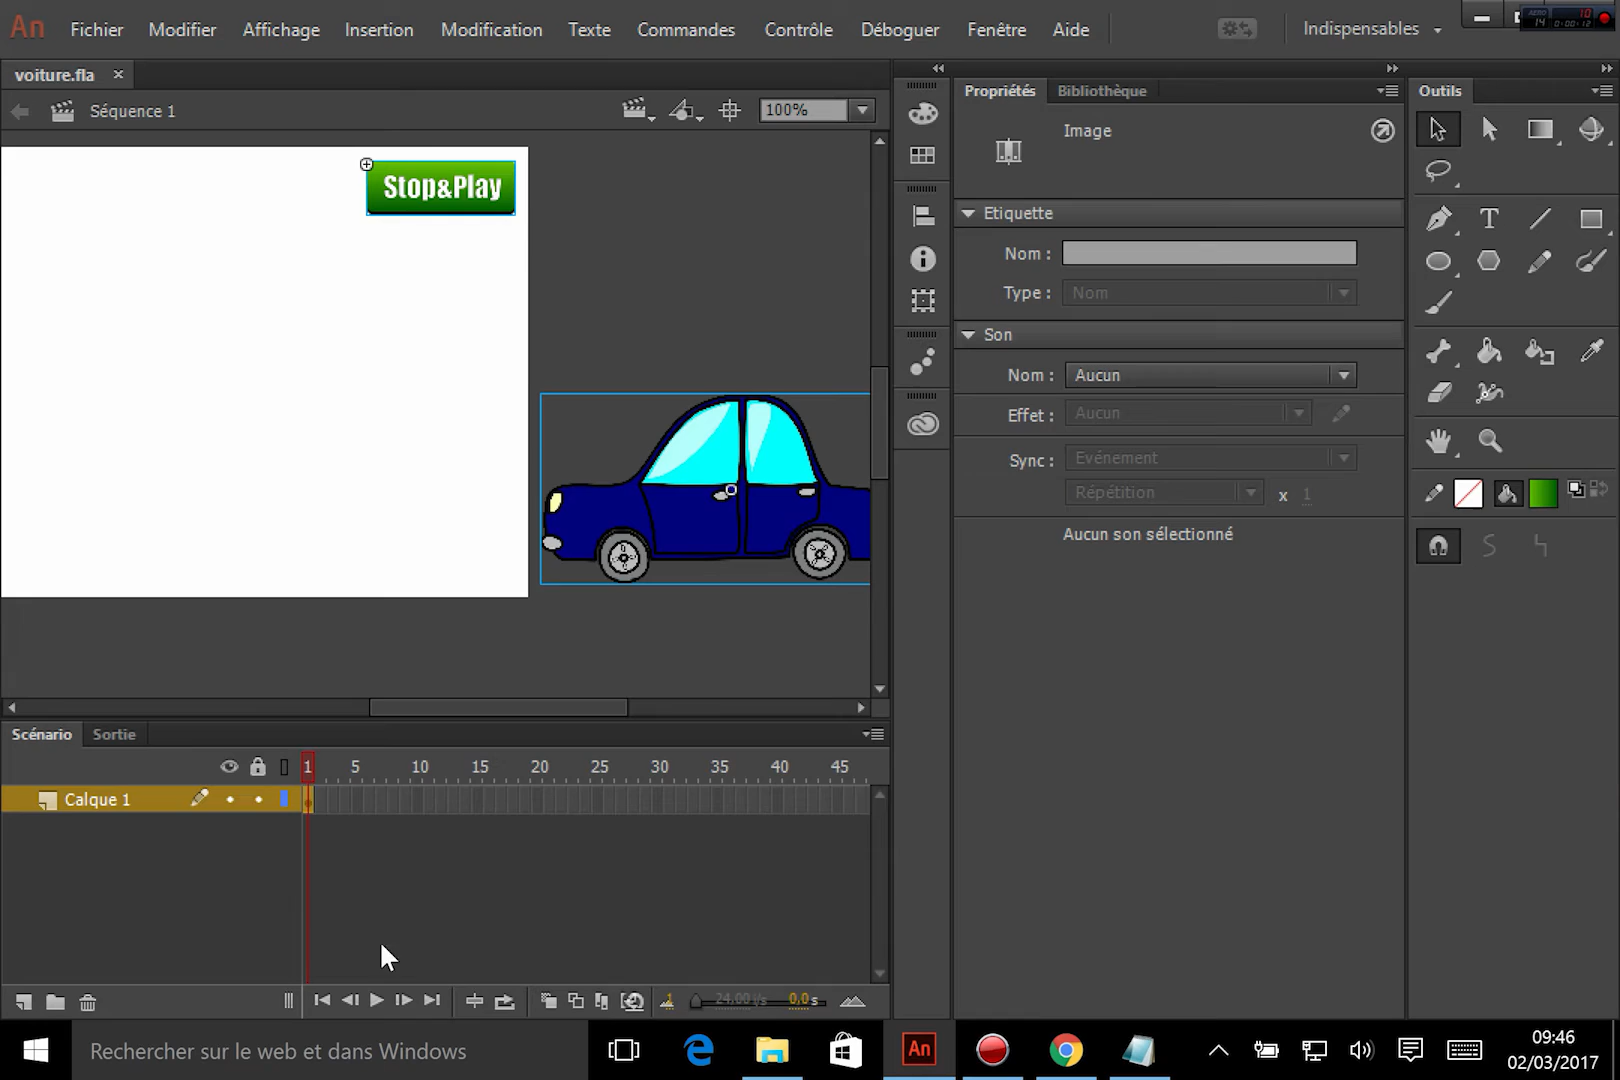 An Fichier Modifier Affichage Insertion Modification Texte Commandes Contrôle Déboguer Fenêtre Aide Indispensables
voiture.fla ×
Séquence 1 100%
Propriétés Bibliothèque
Outils
Image
Stop&Play
Etiquette
Nom :
Type : Nom
Son
Nom : Aucun
Effet : Aucun
Sync : Evénement
Répétition x 1
Aucun son sélectionné
Scénario Sortie
1 5 10 15 20 25 30 35 40 45
Calque 1
1 24,00 i/s 0,0 s
Rechercher sur le web et dans Windows
An
09:46
02/03/2017